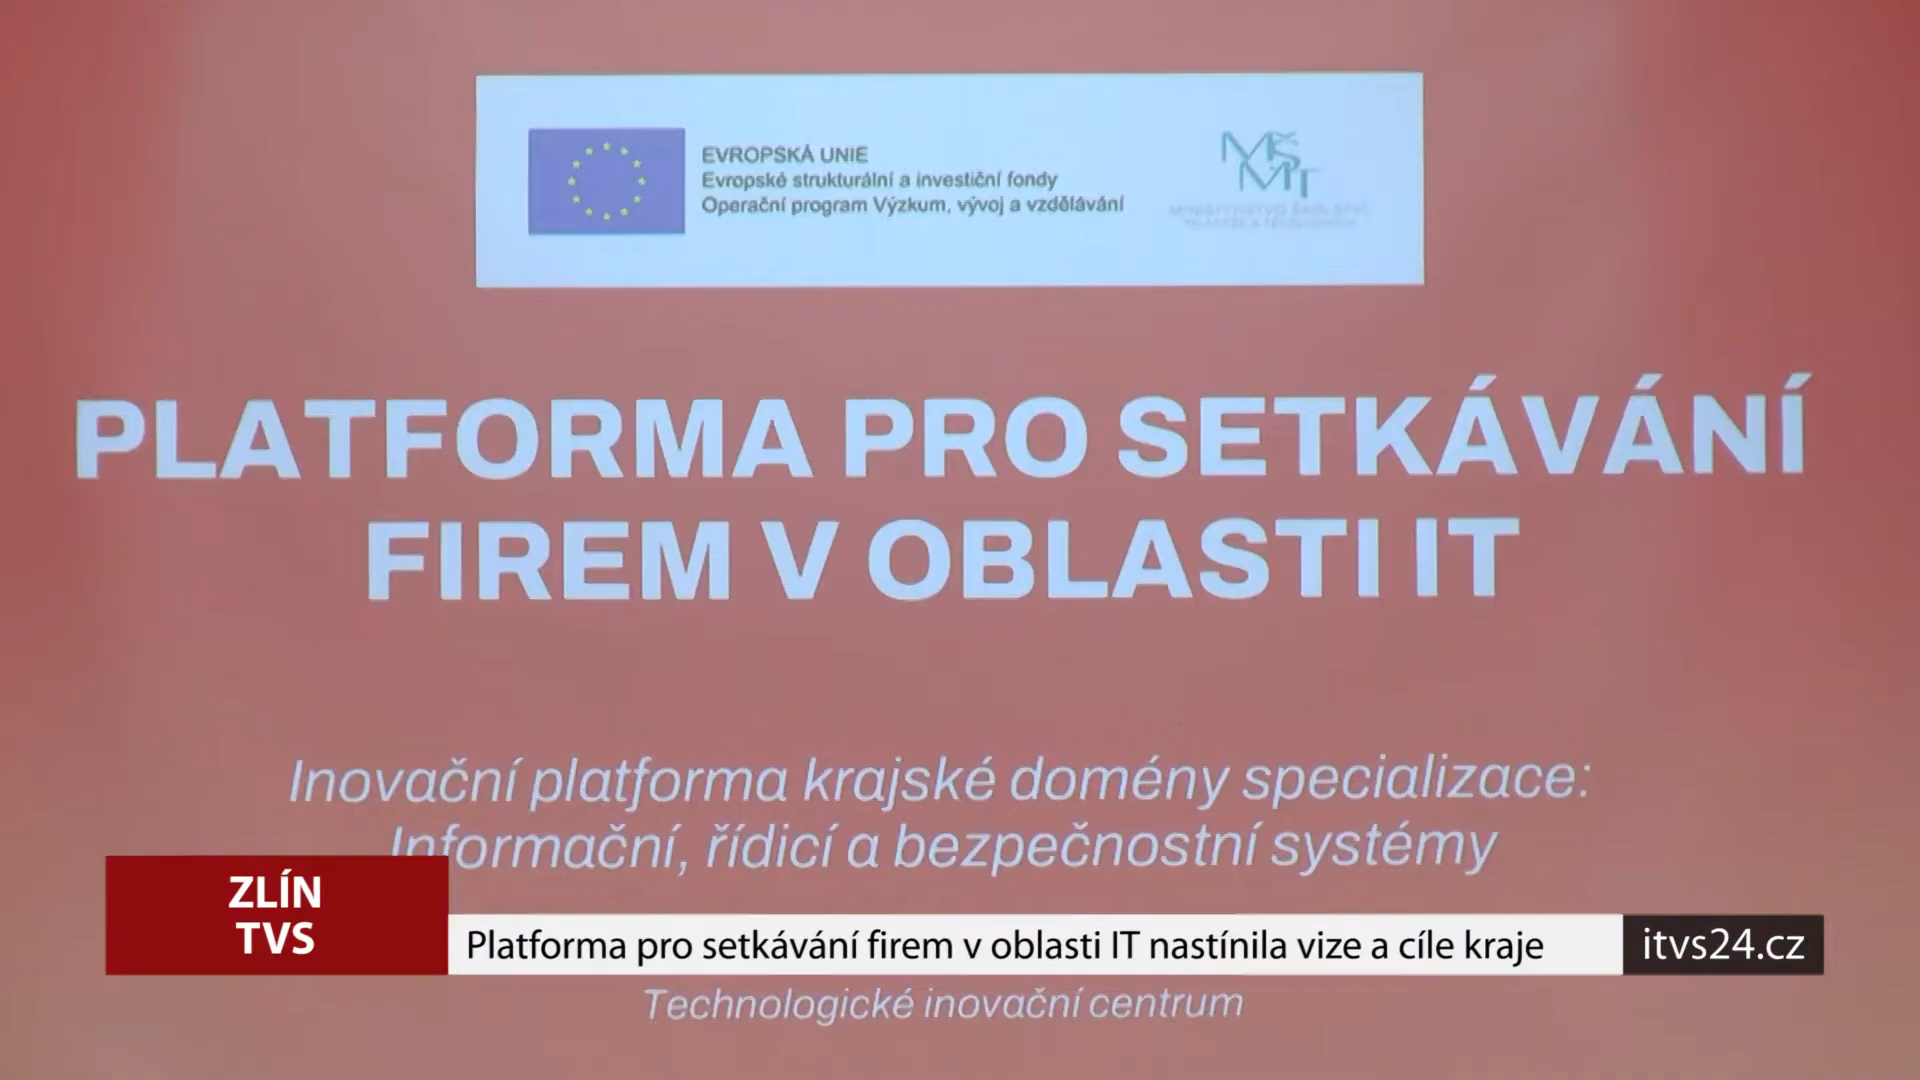 EVROPSKÁ UNIE
Evropské strukturální a investiční fondy
Operační program Výzkum, vývoj a vzdělávání
MŠMT
MINISTERSTVO ŠKOLSTVÍ
PLATFORMA PRO SETKÁVÁNÍ
FIREM V OBLASTI IT
Inovační platforma krajské domény specializace:
Informační, řídicí a bezpečnostní systémy
ZLÍN
TVS
Platforma pro setkávání firem v oblasti IT nastínila vize a cíle kraje
itvs24.cz
Technologické inovační centrum